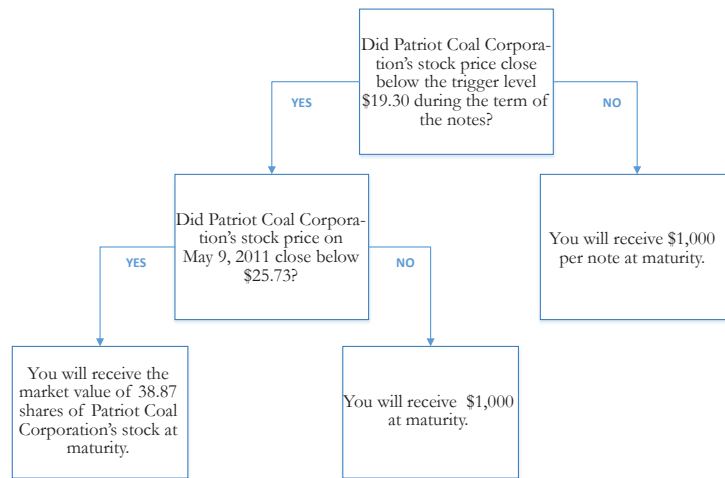 Did Patriot Coal Corpora-
tion's stock price close
below the trigger level
$19.30 during the term of
the notes?
YES
NO
Did Patriot Coal Corpora-
tion's stock price on
May 9, 2011 close below
$25.73?
You will receive $1,000
per note at maturity.
YES
NO
You will receive the
market value of 38.87
shares of Patriot Coal
Corporation's stock at
maturity.
You will receive $1,000
at maturity.